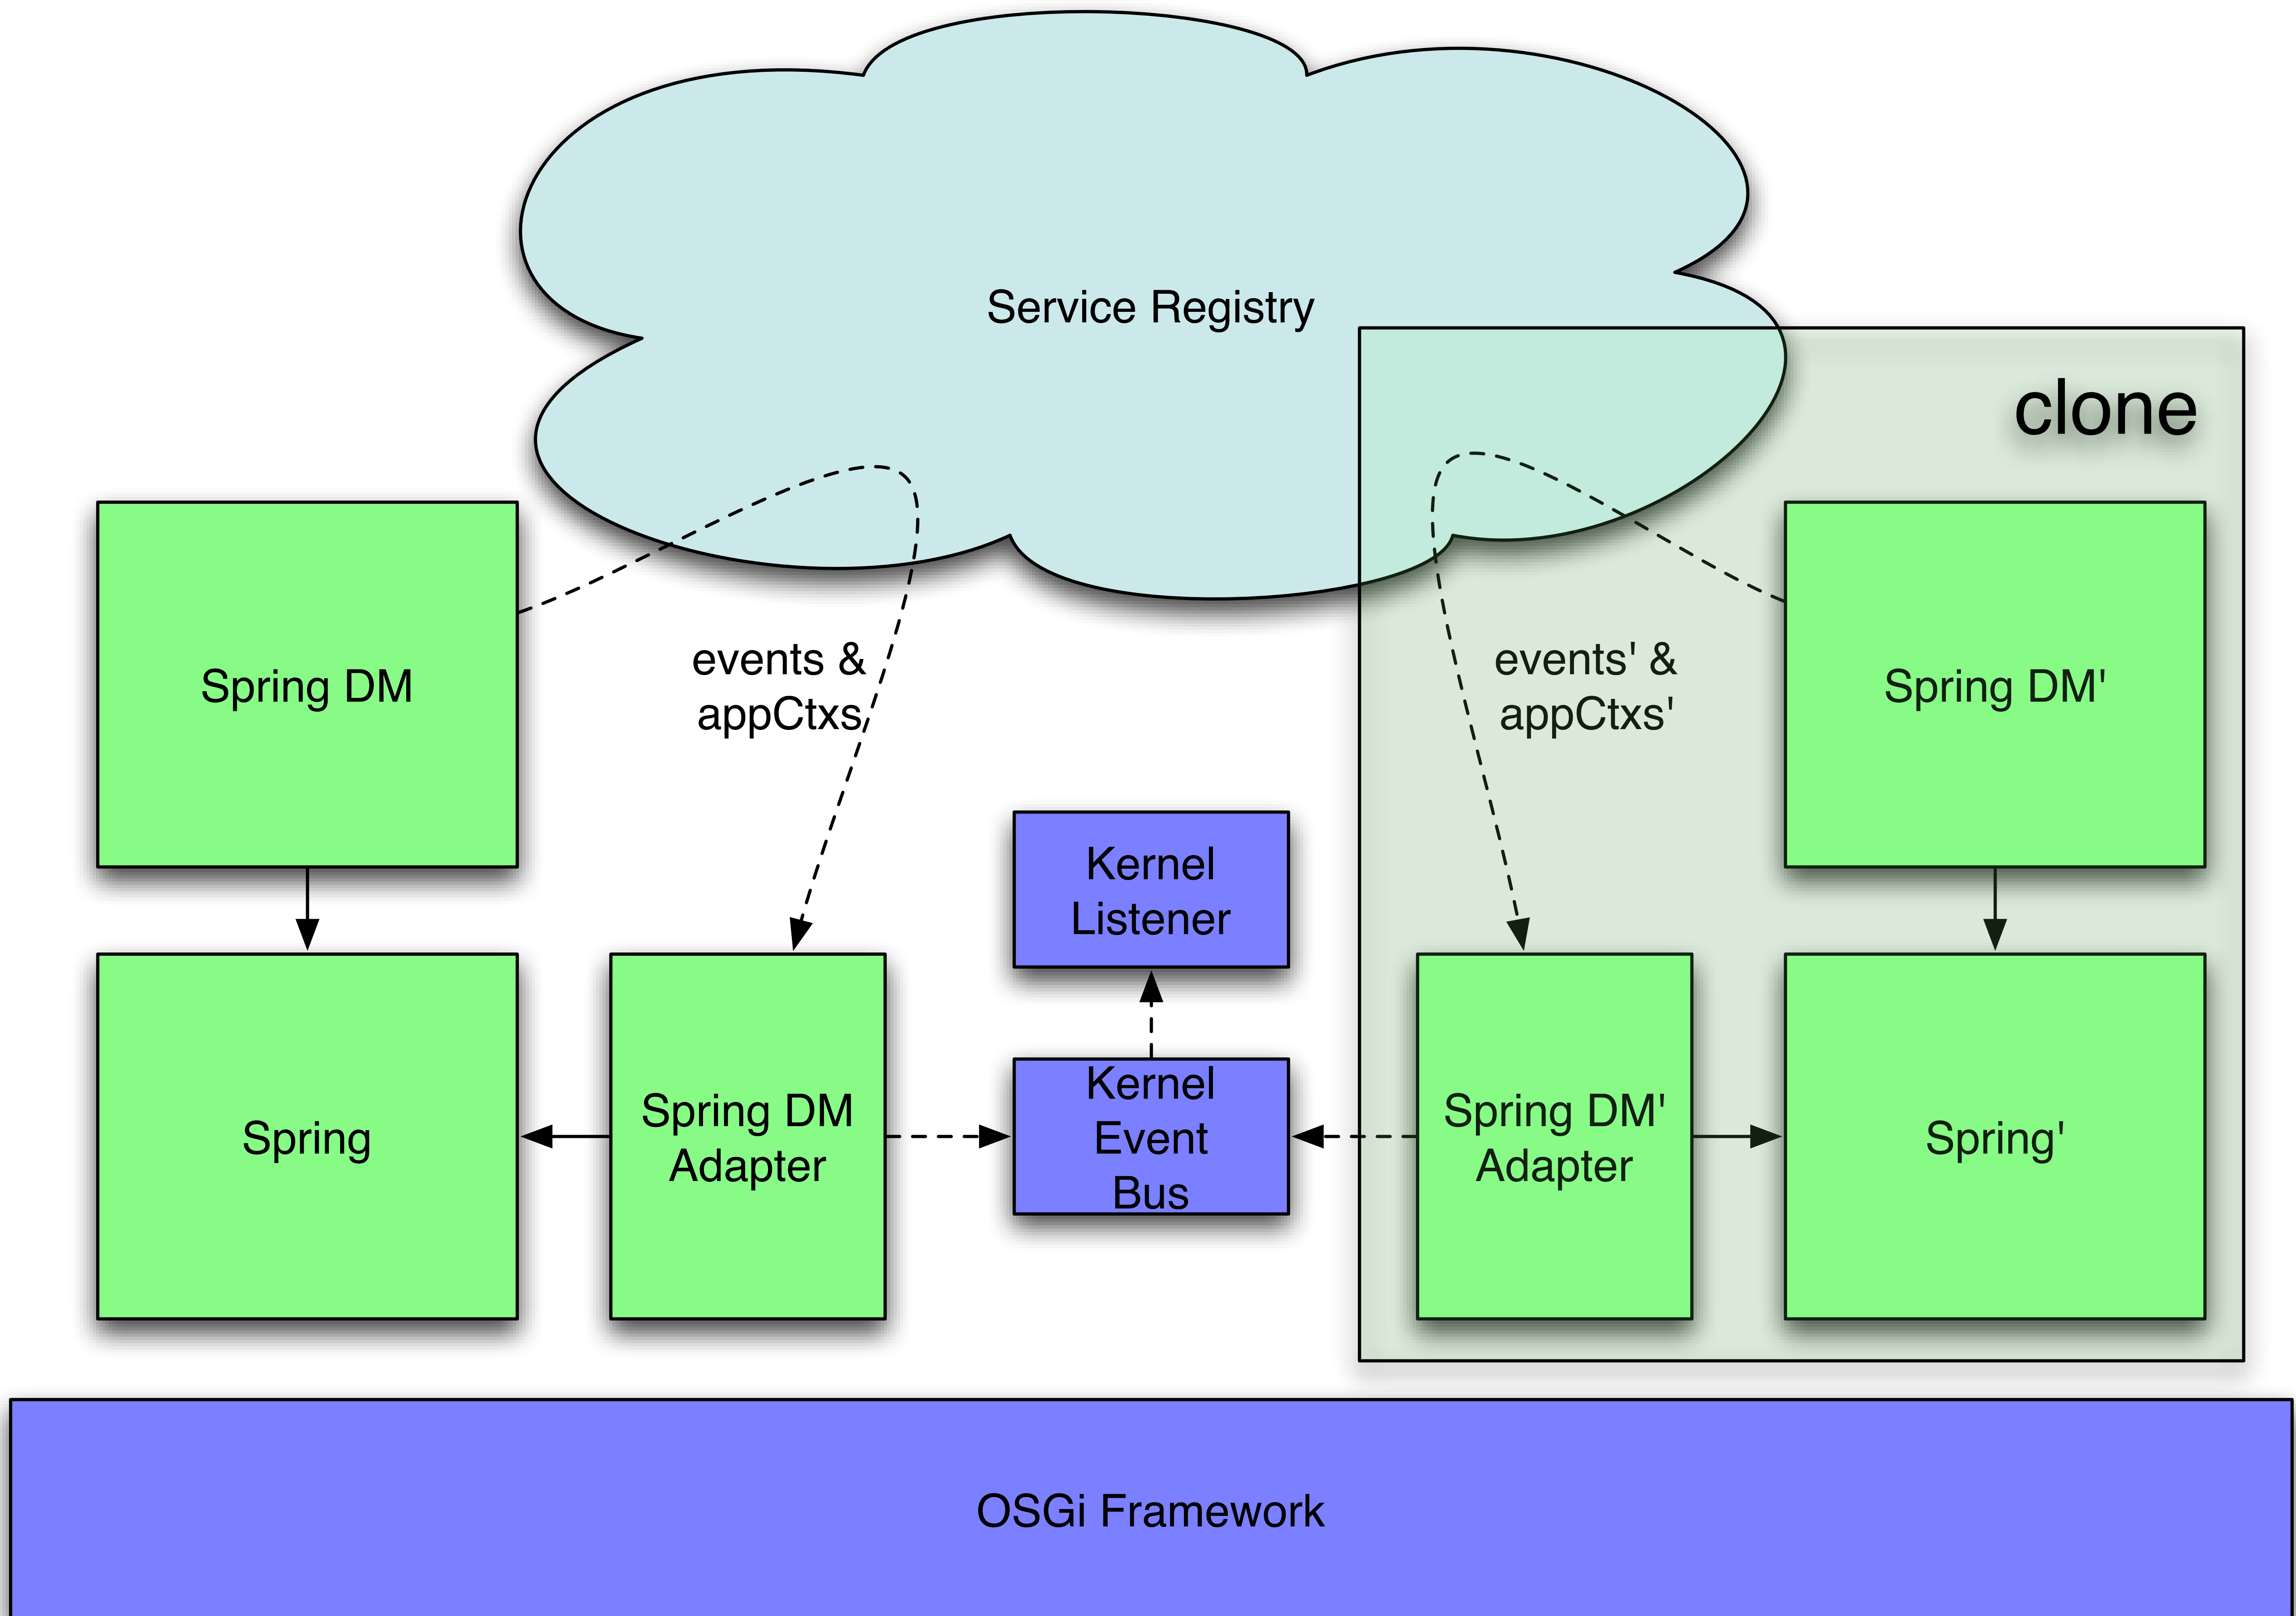 Service Registry
clone
Spring DM
events &
appCtxs
events' &
appCtxs'
Spring DM'
Kernel
Listener
Spring
Spring DM
Adapter
Kernel
Event
Bus
Spring DM'
Adapter
Spring'
OSGi Framework